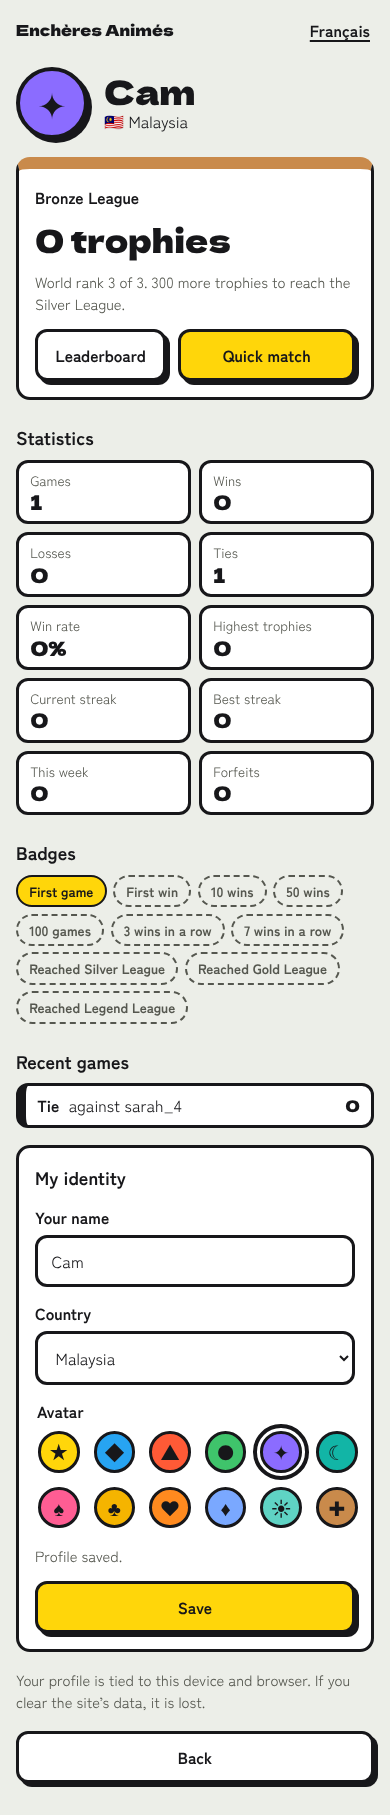 Enchères Animés
Français
Cam
🇲🇾 Malaysia
Bronze League
0 trophies
World rank 3 of 3. 300 more trophies to reach the
Silver League.
Leaderboard
Quick match
Statistics
Games
Wins
1
0
Losses
Ties
0
1
Win rate
Highest trophies
0%
0
Current streak
Best streak
0
0
This week
Forfeits
0
0
Badges
First game
First win
10 wins
50 wins
100 games
3 wins in a row
7 wins in a row
Reached Silver League
Reached Gold League
Reached Legend League
Recent games
Tie against sarah_4
0
My identity
Your name
Cam
Country
Malaysia
Avatar
Profile saved.
Save
Your profile is tied to this device and browser. If you
clear the site's data, it is lost.
Back